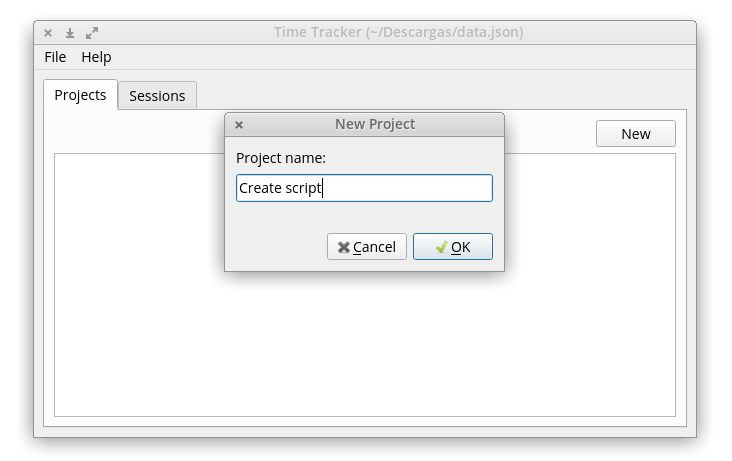 Time Tracker (~/Descargas/data.json)
File Help
Projects Sessions
New Project
New
Project name:
Create script
Cancel OK